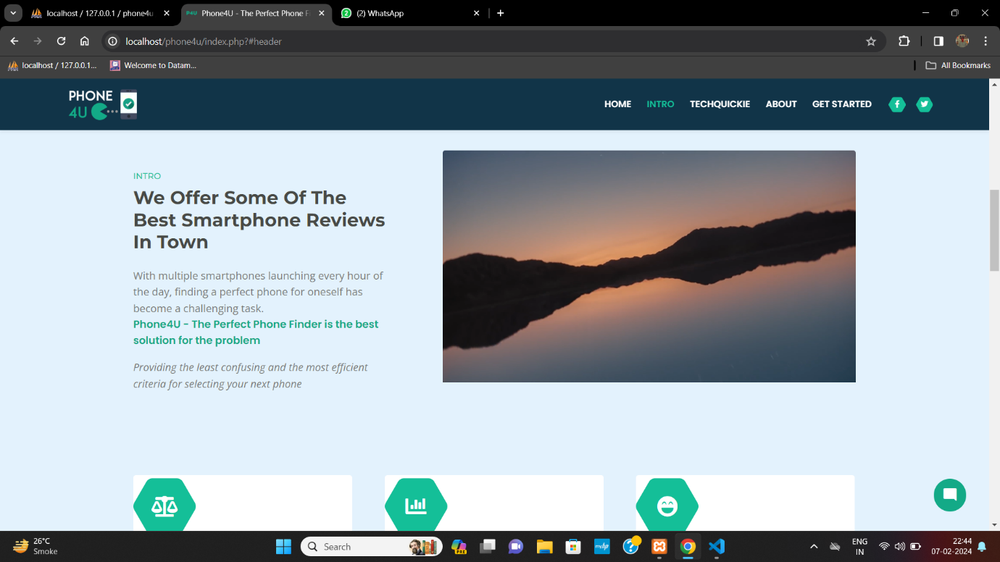 localhost / 127.0.0.1 / phone4u
P4U Phone4U - The Perfect Phone F
2 (2) WhatsApp
localhost/phone4u/index.php?#header
localhost / 127.0.0.1...
Welcome to Datam...
All Bookmarks
PHONE
4U
HOME
INTRO
TECHQUICKIE
ABOUT
GET STARTED
INTRO
We Offer Some Of The
Best Smartphone Reviews
In Town
With multiple smartphones launching every hour of
the day, finding a perfect phone for oneself has
become a challenging task.
Phone4U - The Perfect Phone Finder is the best
solution for the problem
Providing the least confusing and the most efficient
criteria for selecting your next phone
26°C
Smoke
Search
PRE
myhp
ENG
IN
22:44
07-02-2024